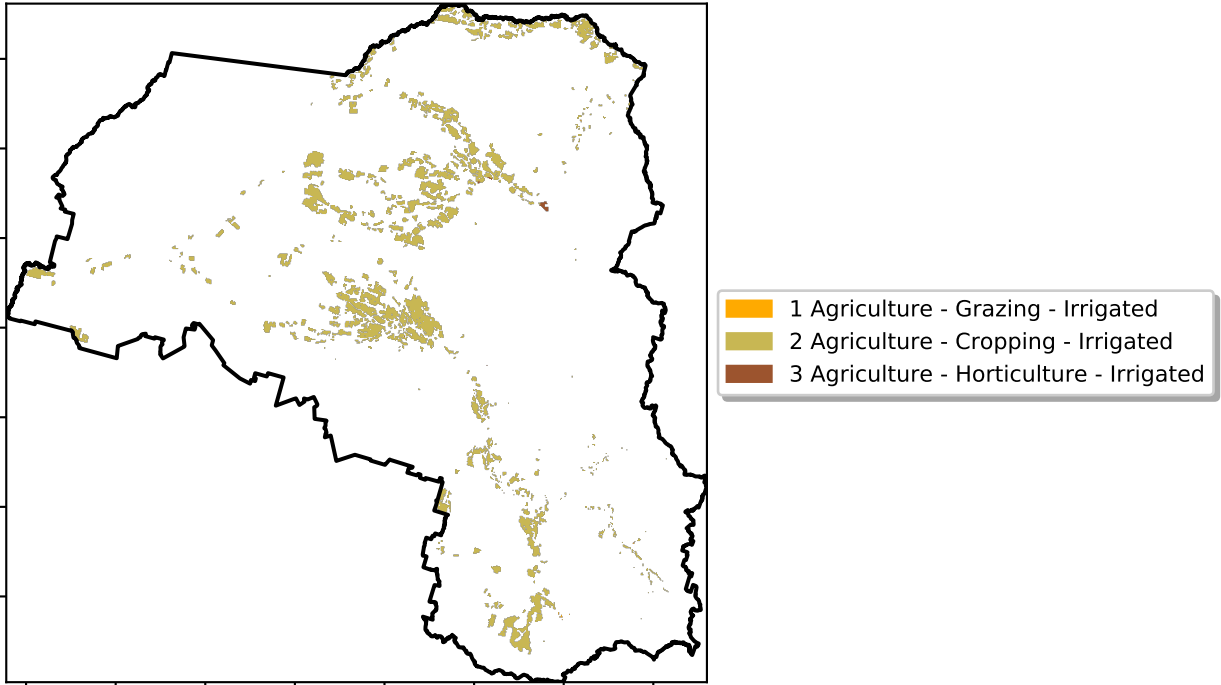 1 Agriculture - Grazing - Irrigated
2 Agriculture - Cropping - Irrigated
3 Agriculture - Horticulture - Irrigated